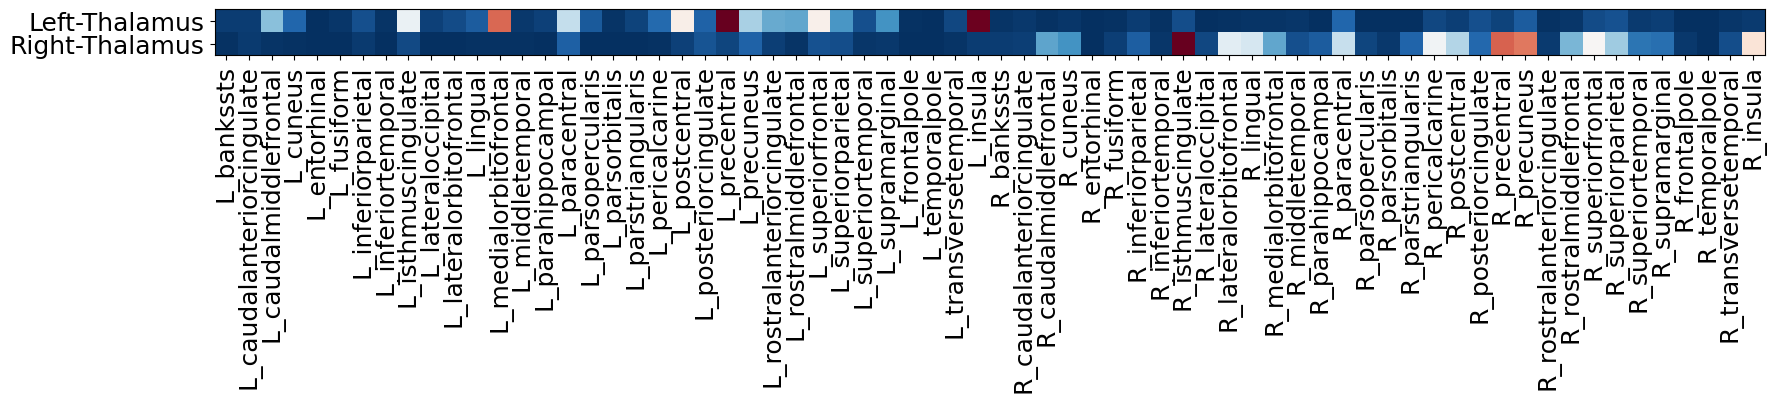 Left-Thalamus
Right-Thalamus
L_bankssts
L_caudalanteriorcingulate
L_caudalmiddlefrontal
L_cuneus
L_entorhinal
L_fusiform
L_inferiorparietal
L_inferiortemporal
L_isthmuscingulate
L_lateraloccipital
L_lateralorbitofrontal
L_lingual
L_medialorbitofrontal
L_middletemporal
L_parahippocampal
L_paracentral
L_parsopercularis
L_parsorbitalis
L_parstriangularis
L_pericalcarine
L_postcentral
L_posteriorcingulate
L_precentral
L_precuneus
L_rostralanteriorcingulate
L_rostralmiddlefrontal
L_superiorfrontal
L_superiorparietal
L_superiortemporal
L_supramarginal
L_frontalpole
L_temporalpole
L_transversetemporal
L_insula
R_bankssts
R_caudalanteriorcingulate
R_caudalmiddlefrontal
R_cuneus
R_entorhinal
R_fusiform
R_inferiorparietal
R_inferiortemporal
R_isthmuscingulate
R_lateraloccipital
R_lateralorbitofrontal
R_lingual
R_medialorbitofrontal
R_middletemporal
R_parahippocampal
R_paracentral
R_parsopercularis
R_parsorbitalis
R_parstriangularis
R_pericalcarine
R_postcentral
R_posteriorcingulate
R_precentral
R_precuneus
R_rostralanteriorcingulate
R_rostralmiddlefrontal
R_superiorfrontal
R_superiorparietal
R_superiortemporal
R_supramarginal
R_frontalpole
R_temporalpole
R_transversetemporal
R_insula